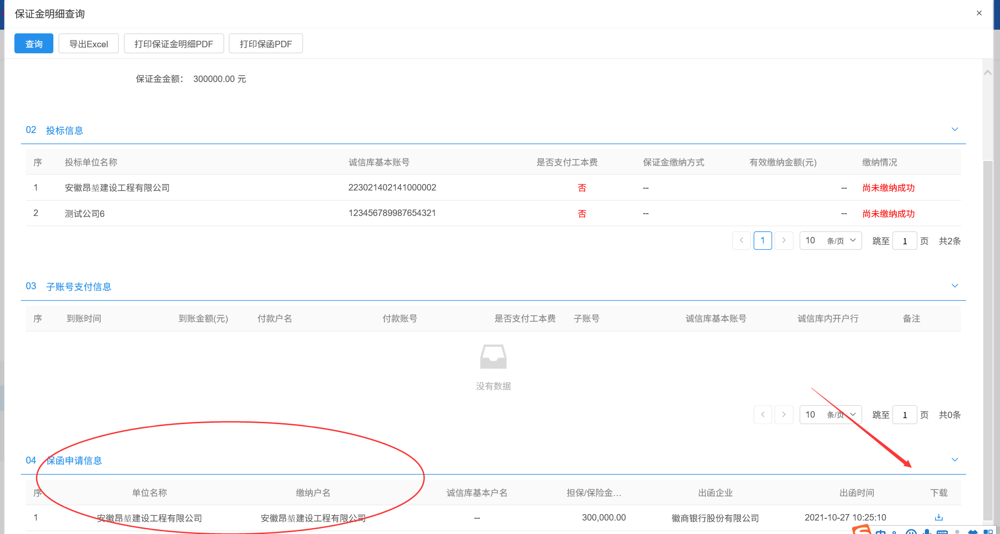 保证金明细查询
查询 导出Excel 打印保证金明细PDF 打印保函PDF
保证金金额： 300000.00 元
02 投标信息
序 投标单位名称 诚信库基本账号 是否支付工本费 保证金缴纳方式 有效缴纳金额(元) 缴纳情况
1 安徽昂堃建设工程有限公司 223021402141000002 否 -- -- 尚未缴纳成功
2 测试公司6 123456789987654321 否 -- -- 尚未缴纳成功
1 10 条/页 跳至 1 页 共2条
03 子账号支付信息
序 到账时间 到账金额(元) 付款户名 付款账号 是否支付工本费 子账号 诚信库基本账号 诚信库内开户行 备注
没有数据
10 条/页 跳至 1 页 共0条
04 保函申请信息
序 单位名称 缴纳户名 诚信库基本户名 担保/保险金... 出函企业 出函时间 下载
1 安徽昂堃建设工程有限公司 安徽昂堃建设工程有限公司 -- 300,000.00 徽商银行股份有限公司 2021-10-27 10:25:10